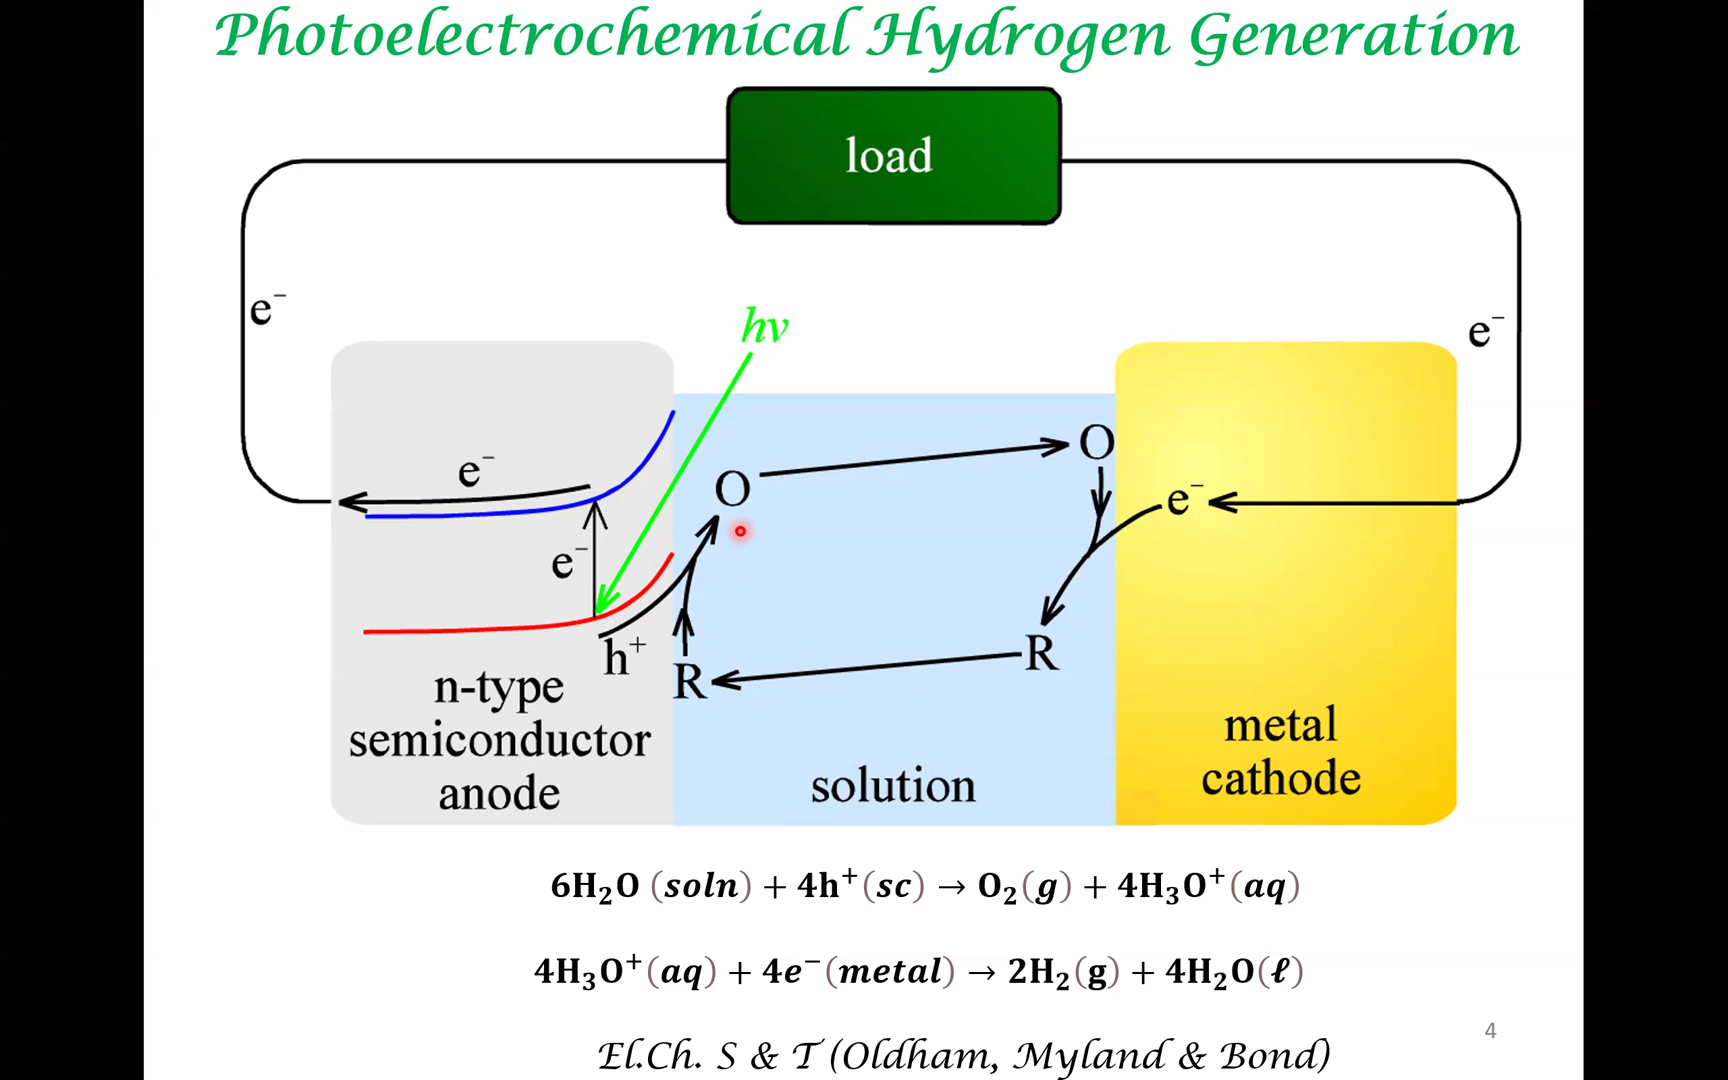 Photoelectrochemical Hydrogen Generation
load
e⁻
e⁻
hν
e⁻
O
O
e⁻
e⁻
h⁺
R
R
n-type
semiconductor
anode
solution
metal
cathode
6H₂O (soln) + 4h⁺(sc) → O₂(g) + 4H₃O⁺(aq)
4H₃O⁺(aq) + 4e⁻(metal) → 2H₂(g) + 4H₂O(ℓ)
4
El.Ch. S & T (Oldham, Myland & Bond)